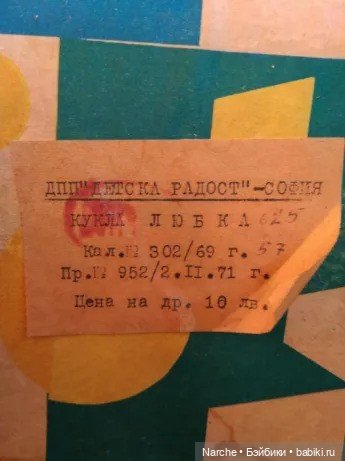 ДПП"ДЕТСКА РАДОСТ"-СОФИЯ
КУКЛА ЛЮБКА 625
Кал.№ 302/69 г. 57
Пр.№ 952/2.II.71 г.
Цена на др. 10 лв.
Narche • Бэйбики • babiki.ru